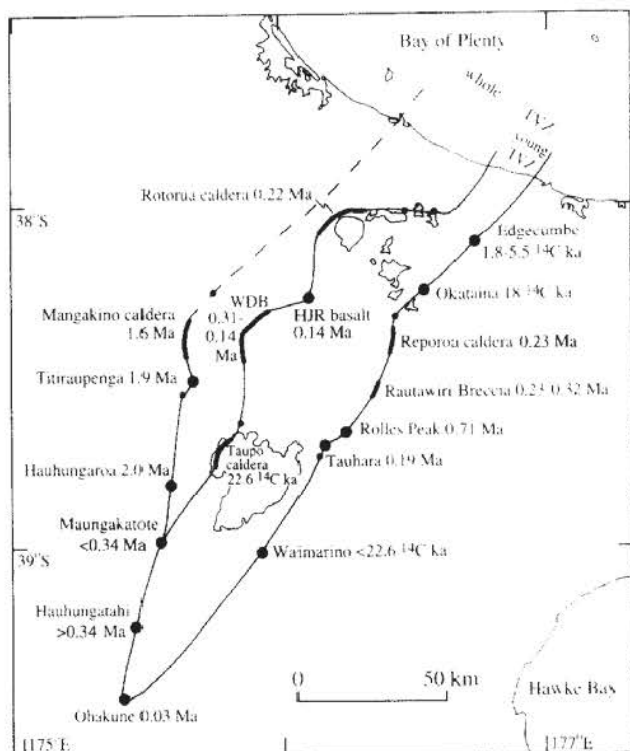 Bay of Plenty
whole
TVZ
young
TVZ
Rotorua caldera 0.22 Ma
38°S
Edgecumbe
1.8-5.5 ¹⁴C ka
WDB
0.31-
0.14
Ma
Okataina 18 ¹⁴C ka
Mangakino caldera
1.6 Ma
HJR basalt
0.14 Ma
Reporoa caldera 0.23 Ma
Titiraupenga 1.9 Ma
Rautawiri Breccia 0.23-0.32 Ma
Rolles Peak 0.71 Ma
Taupo
caldera
22.6 ¹⁴C ka
Tauhara 0.19 Ma
Hauhungaroa 2.0 Ma
Maungakatote
<0.34 Ma
39°S
Waimarino <22.6 ¹⁴C ka
Hauhungatahi
>0.34 Ma
0 50 km
Hawke Bay
Ohakune 0.03 Ma
175°E
177°E